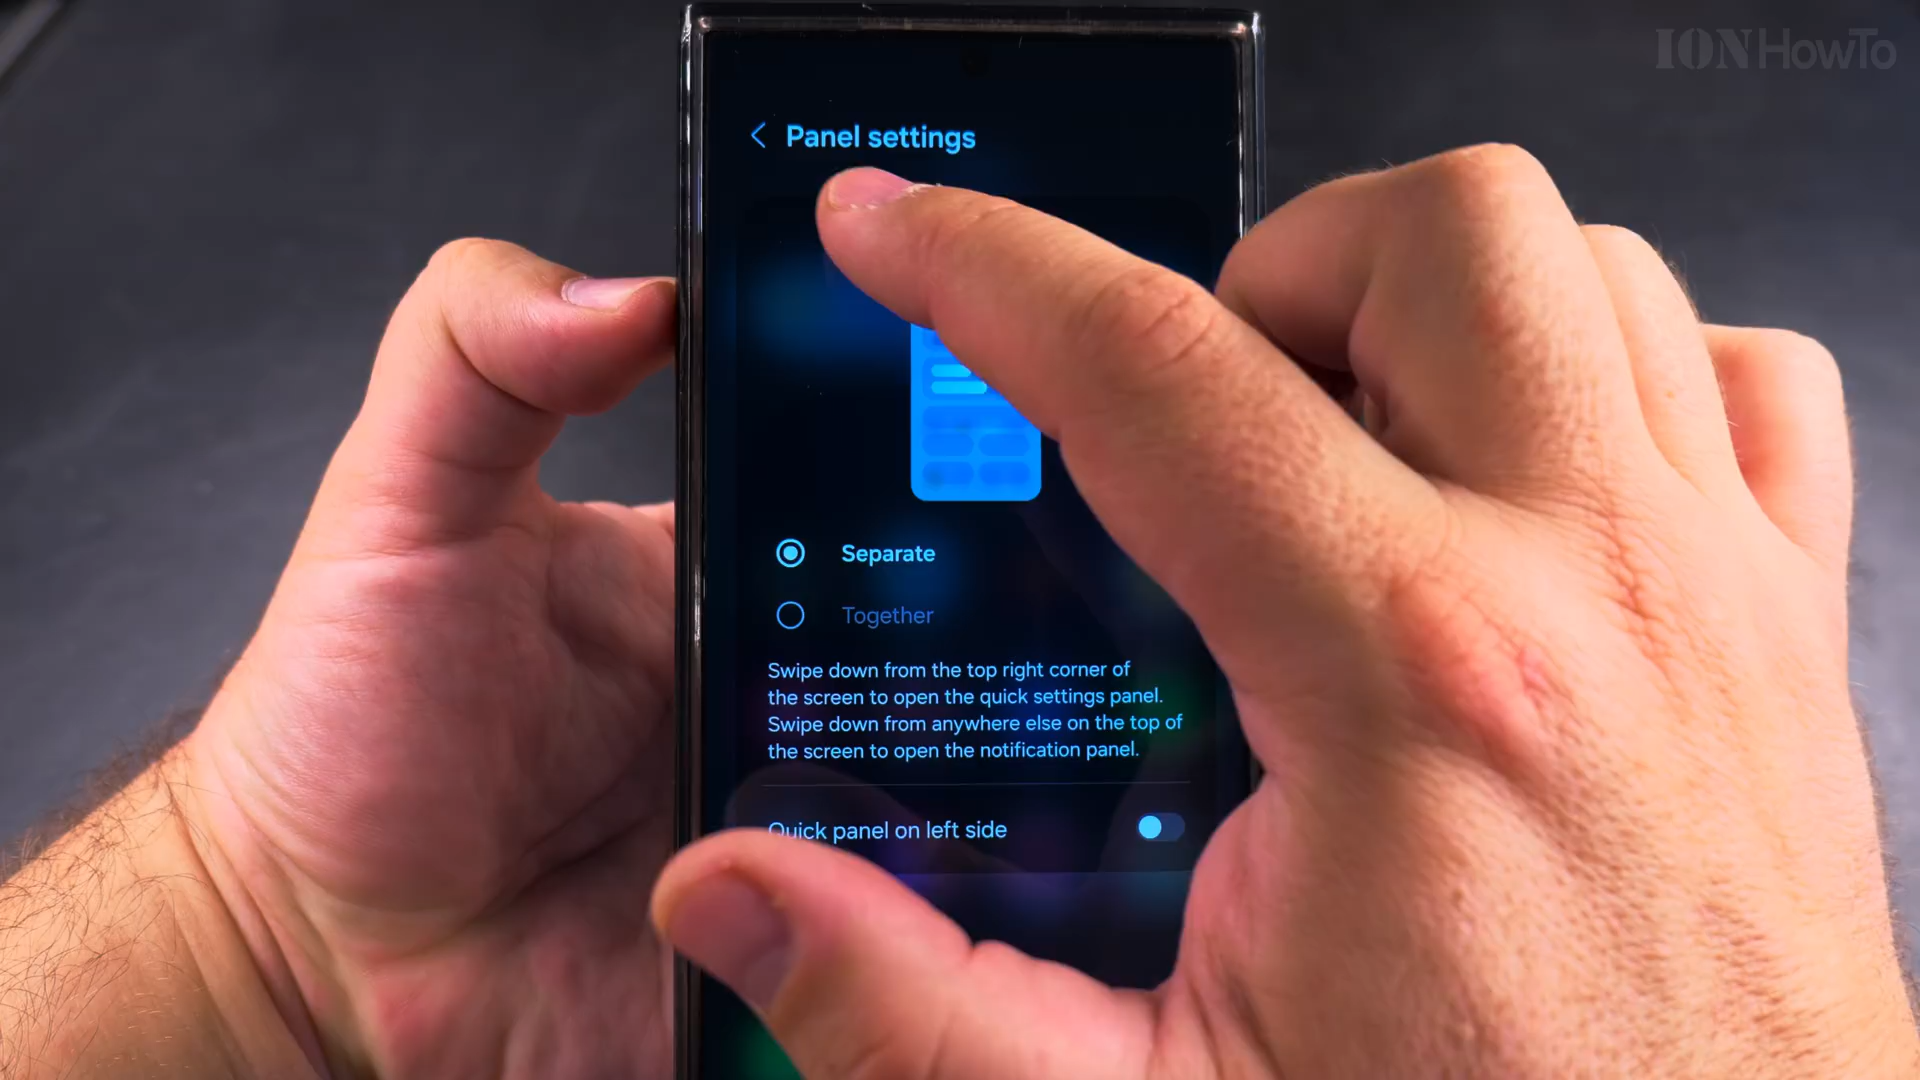 ION HowTo
Panel settings
Separate
Together
Swipe down from the top right corner of
the screen to open the quick settings panel.
Swipe down from anywhere else on the top of
the screen to open the notification panel.
Quick panel on left side